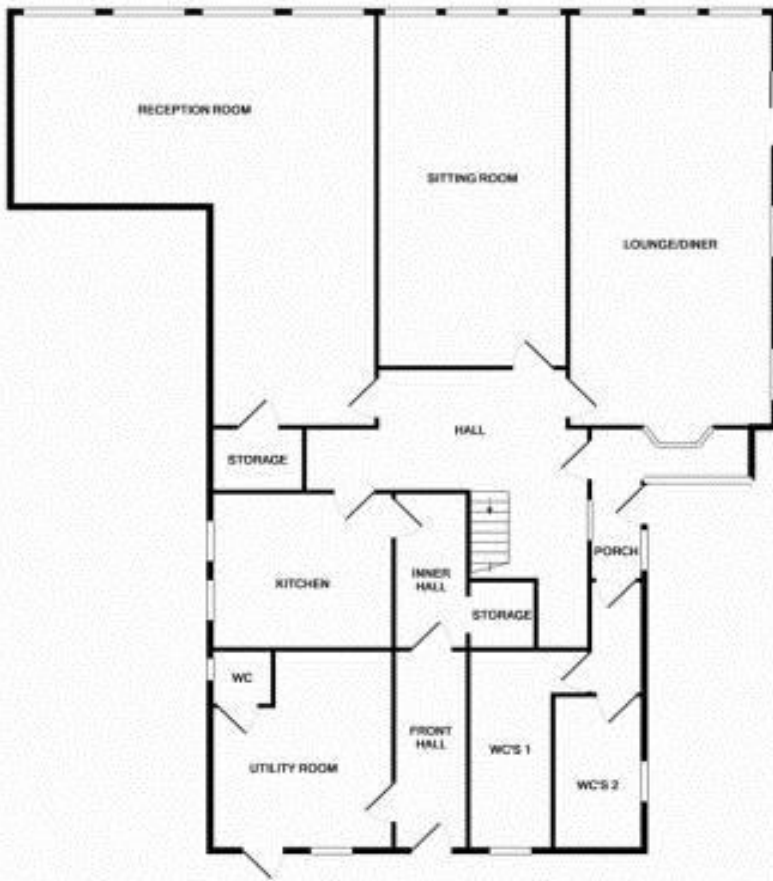 RECEPTION ROOM
SITTING ROOM
LOUNGE/DINER
HALL
STORAGE
PORCH
KITCHEN
INNER
HALL
STORAGE
WC
FRONT
HALL
WC'S 1
UTILITY ROOM
WC'S 2